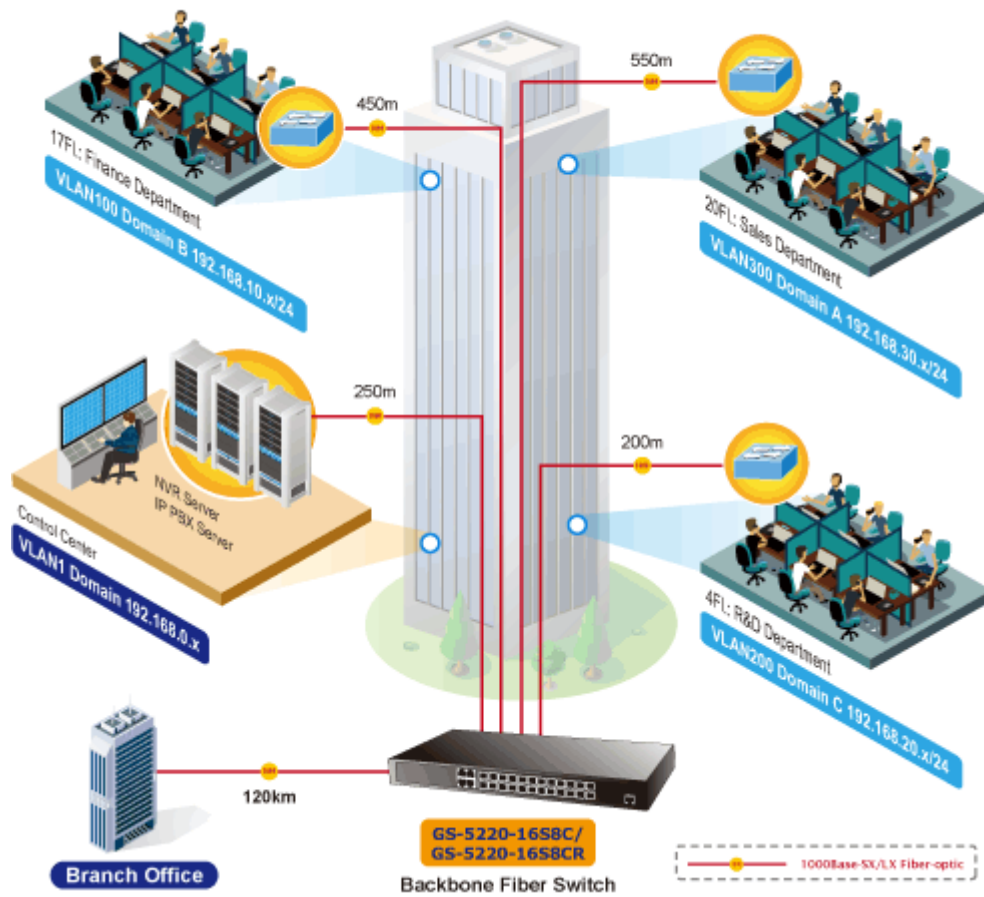 550m
450m
17FL: Finance Department
VLAN100 Domain B 192.168.10.x/24
20FL: Sales Department
VLAN300 Domain A 192.168.30.x/24
250m
NVR Server
IP PBX Server
Control Center
VLAN1 Domain 192.168.0.x
200m
4FL: R&D Department
VLAN200 Domain C 192.168.20.x/24
120km
Branch Office
GS-5220-16S8C/
GS-5220-16S8CR
Backbone Fiber Switch
1000Base-SX/LX Fiber-optic